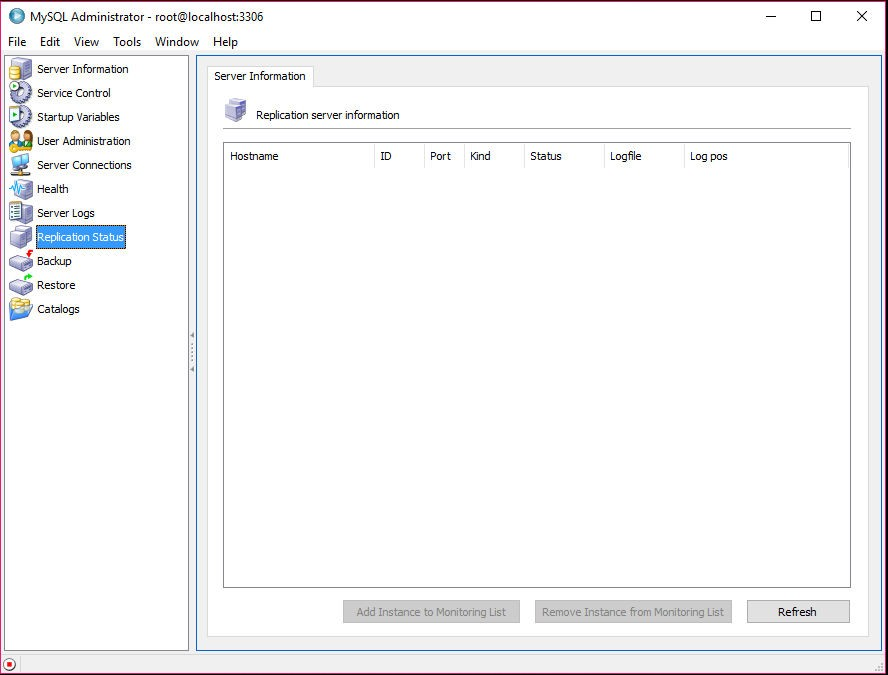 MySQL Administrator - root@localhost:3306
File Edit View Tools Window Help
Server Information
Service Control
Startup Variables
User Administration
Server Connections
Health
Server Logs
Replication Status
Backup
Restore
Catalogs
Server Information
Replication server information
Hostname ID Port Kind Status Logfile Log pos
Add Instance to Monitoring List Remove Instance from Monitoring List Refresh